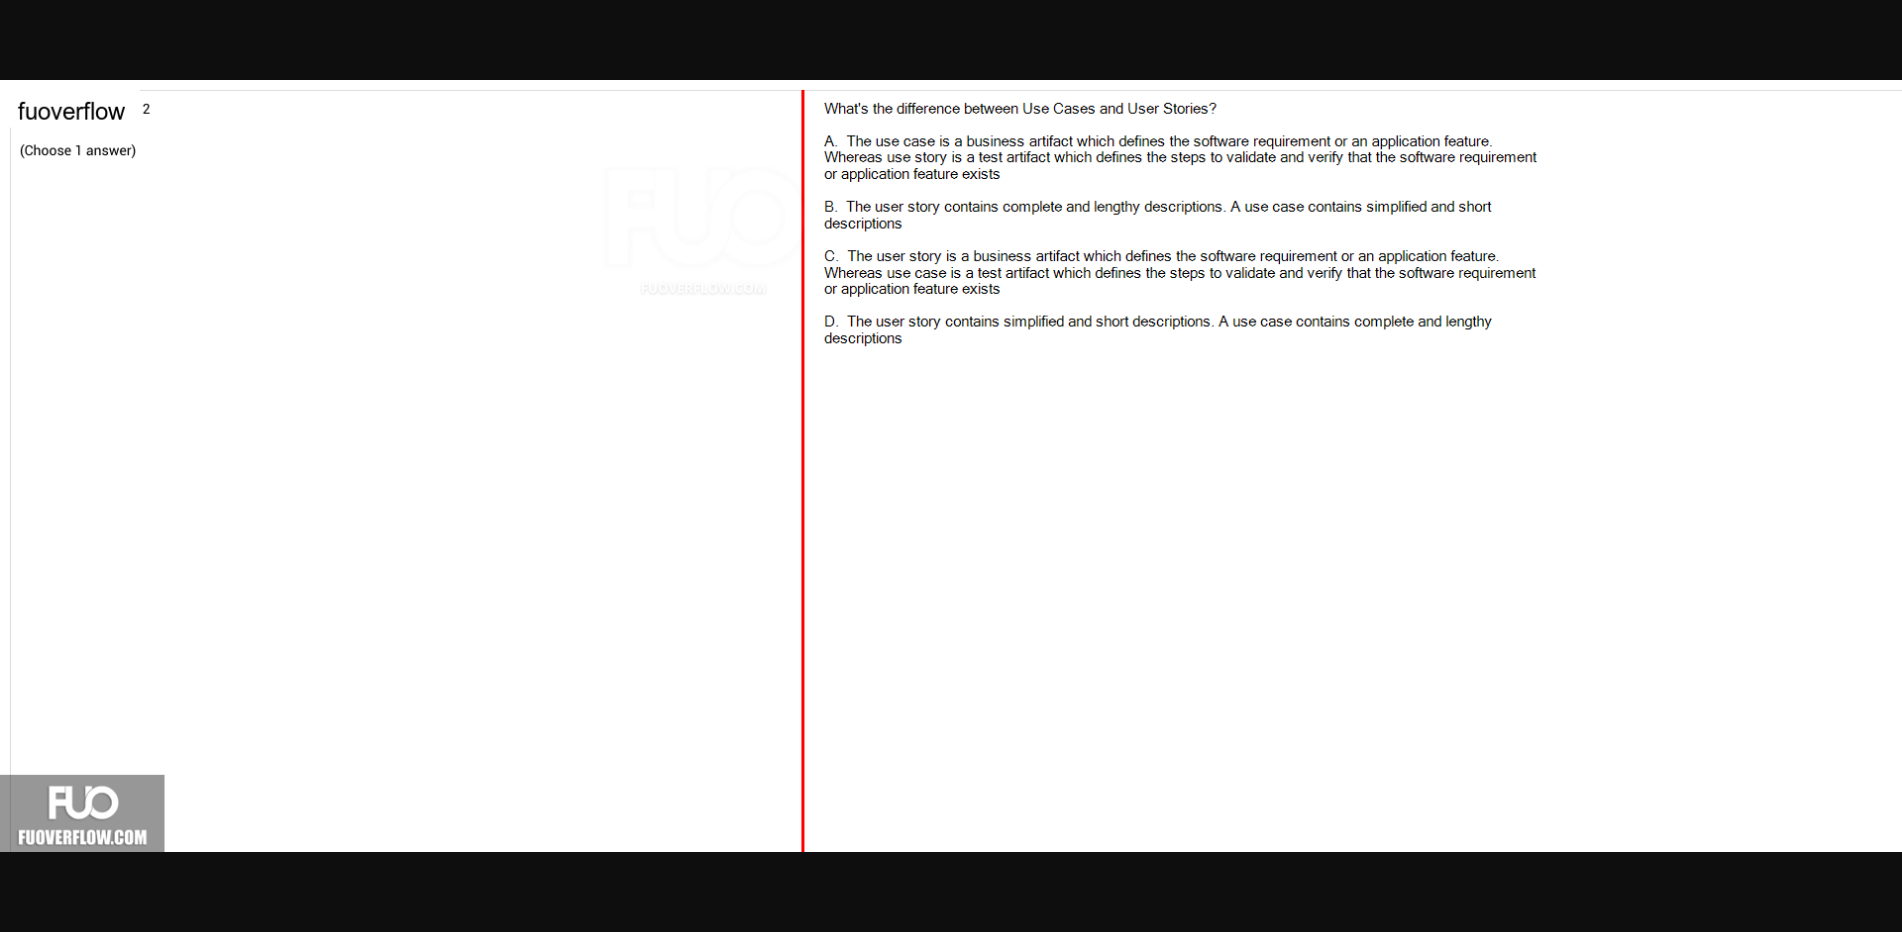 fuoverflow 2
(Choose 1 answer)
FUO
FUOVERFLOW.COM
What's the difference between Use Cases and User Stories?
A. The use case is a business artifact which defines the software requirement or an application feature.
Whereas use story is a test artifact which defines the steps to validate and verify that the software requirement
or application feature exists
B. The user story contains complete and lengthy descriptions. A use case contains simplified and short
descriptions
C. The user story is a business artifact which defines the software requirement or an application feature.
Whereas use case is a test artifact which defines the steps to validate and verify that the software requirement
or application feature exists
D. The user story contains simplified and short descriptions. A use case contains complete and lengthy
descriptions
FUO
FUOVERFLOW.COM